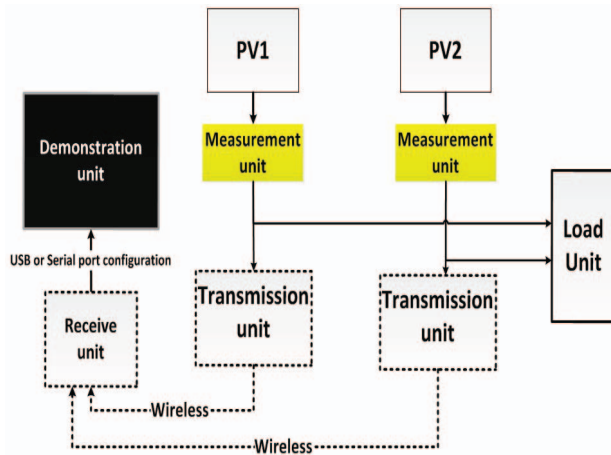 PV1
PV2
Demonstration
unit
Measurement
unit
Measurement
unit
Load
Unit
USB or Serial port configuration
Transmission
unit
Transmission
unit
Receive
unit
Wireless
Wireless